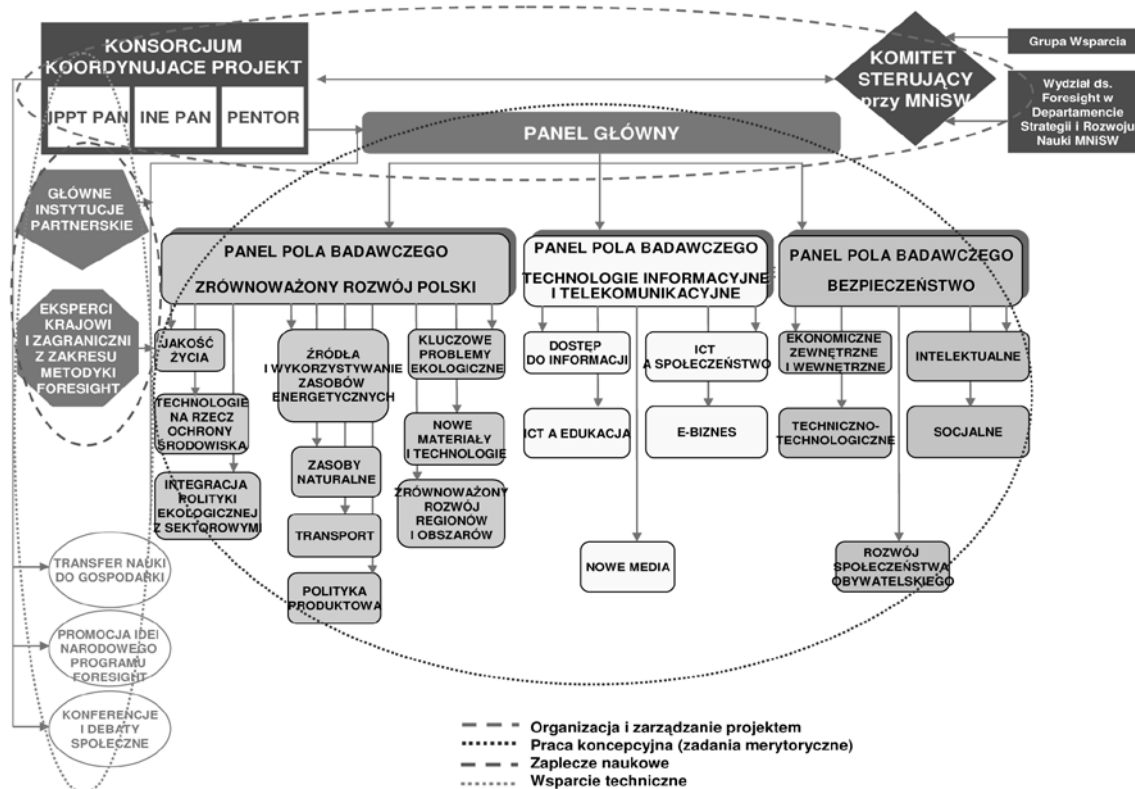 KONSORCJUM
KOORDYNUJACE PROJEKT
IPPT PAN
INE PAN
PENTOR
KOMITET
STERUJĄCY
przy MNiSW
Grupa Wsparcia
Wydział ds.
Foresight w
Departamencie
Strategii i Rozwoju
Nauki MNiSW
PANEL GŁÓWNY
GŁÓWNE
INSTYTUCJE
PARTNERSKIE
EKSPERCI
KRAJOWI
I ZAGRANICZNI
Z ZAKRESU
METODYKI
FORESIGHT
PANEL POLA BADAWCZEGO
ZRÓWNOWAŻONY ROZWÓJ POLSKI
PANEL POLA BADAWCZEGO
TECHNOLOGIE INFORMACYJNE
I TELEKOMUNIKACYJNE
PANEL POLA BADAWCZEGO
BEZPIECZEŃSTWO
JAKOŚĆ
ŻYCIA
TECHNOLOGIE
NA RZECZ
OCHRONY
ŚRODOWISKA
INTEGRACJA
POLITYKI
EKOLOGICZNEJ
Z SEKTOROWYMI
ŹRÓDŁA
I WYKORZYSTYWANIE
ZASOBÓW
ENERGETYCZNYCH
ZASOBY
NATURALNE
TRANSPORT
POLITYKA
PRODUKTOWA
KLUCZOWE
PROBLEMY
EKOLOGICZNE
NOWE
MATERIAŁY
I TECHNOLOGIE
ZRÓWNOWAŻONY
ROZWÓJ
REGIONÓW
I OBSZARÓW
DOSTĘP
DO INFORMACJI
ICT A EDUKACJA
ICT
A SPOŁECZEŃSTWO
E-BIZNES
NOWE MEDIA
EKONOMICZNE
ZEWNĘTRZNE
I WEWNĘTRZNE
TECHNICZNO-
TECHNOLOGICZNE
INTELEKTUALNE
SOCJALNE
ROZWÓJ
SPOŁECZEŃSTWA
OBYWATELSKIEGO
TRANSFER NAUKI
DO GOSPODARKI
PROMOCJA IDEI
NARODOWEGO
PROGRAMU
FORESIGHT
KONFERENCJE
I DEBATY
SPOŁECZNE
Organizacja i zarządzanie projektem
Praca koncepcyjna (zadania merytoryczne)
Zaplecze naukowe
Wsparcie techniczne